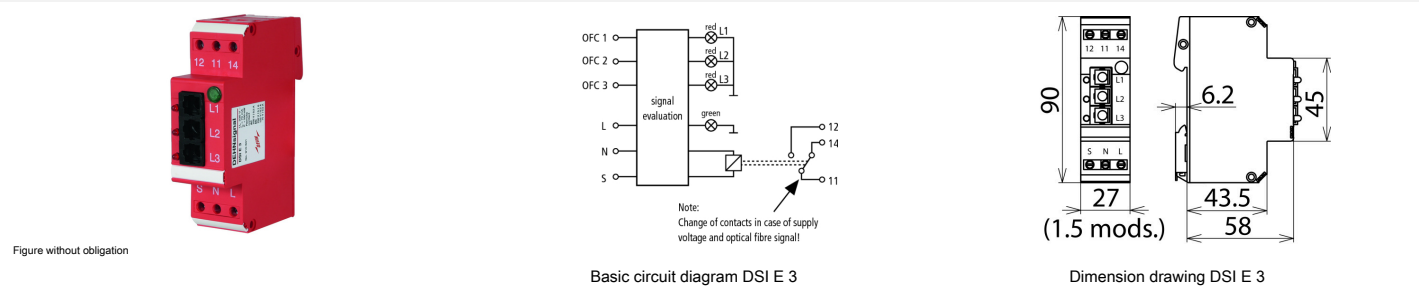 12 11 14
L1
L2
L3
DEHNsignal
DSI E 3
S N L
Figure without obligation
OFC 1
OFC 2
OFC 3
L
N
S
signal
evaluation
red L1
red L2
red L3
green
12
14
11
Note:
Change of contacts in case of supply
voltage and optical fibre signal!
Basic circuit diagram DSI E 3
12 11 14
L1
L2
L3
S N L
90
6.2
45
27
(1.5 mods.)
43.5
58
Dimension drawing DSI E 3